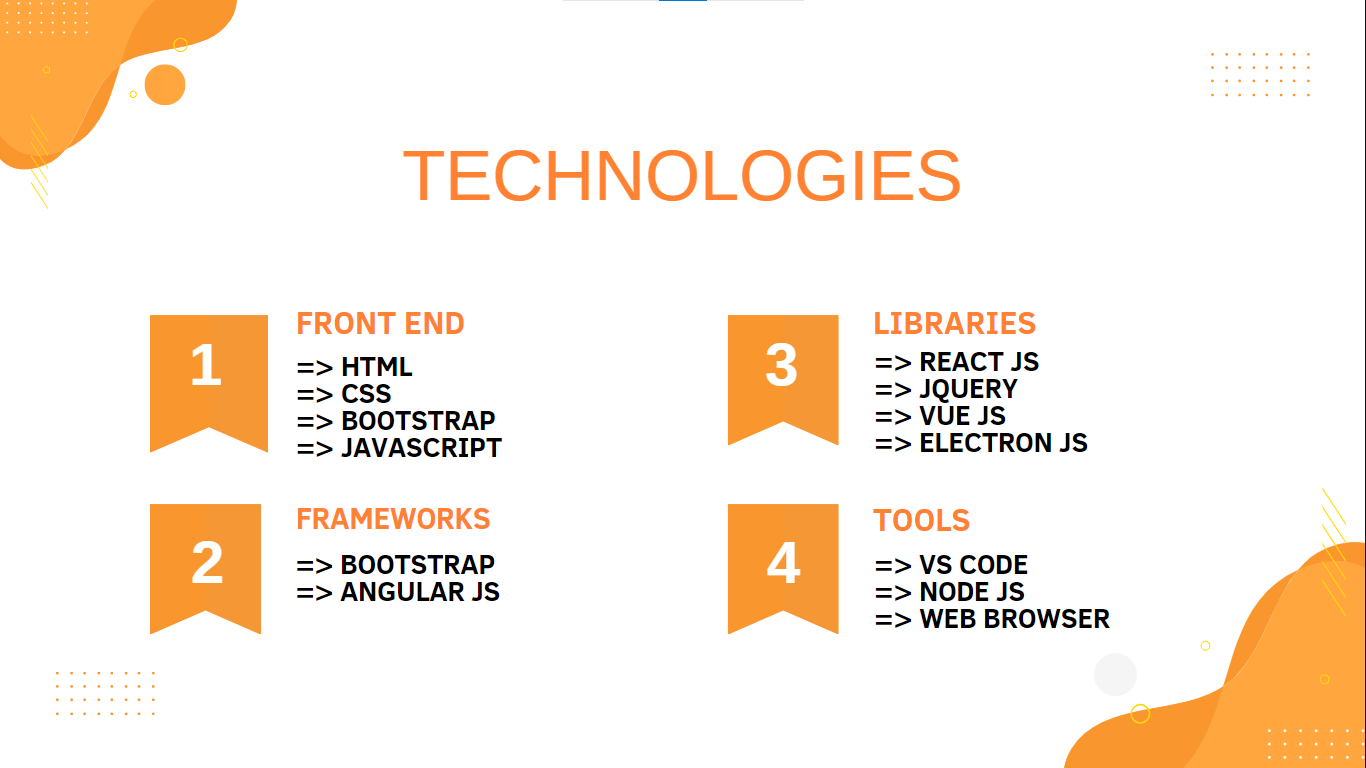 TECHNOLOGIES
1
FRONT END
=> HTML
=> CSS
=> BOOTSTRAP
=> JAVASCRIPT
2
FRAMEWORKS
=> BOOTSTRAP
=> ANGULAR JS
3
LIBRARIES
=> REACT JS
=> JQUERY
=> VUE JS
=> ELECTRON JS
4
TOOLS
=> VS CODE
=> NODE JS
=> WEB BROWSER